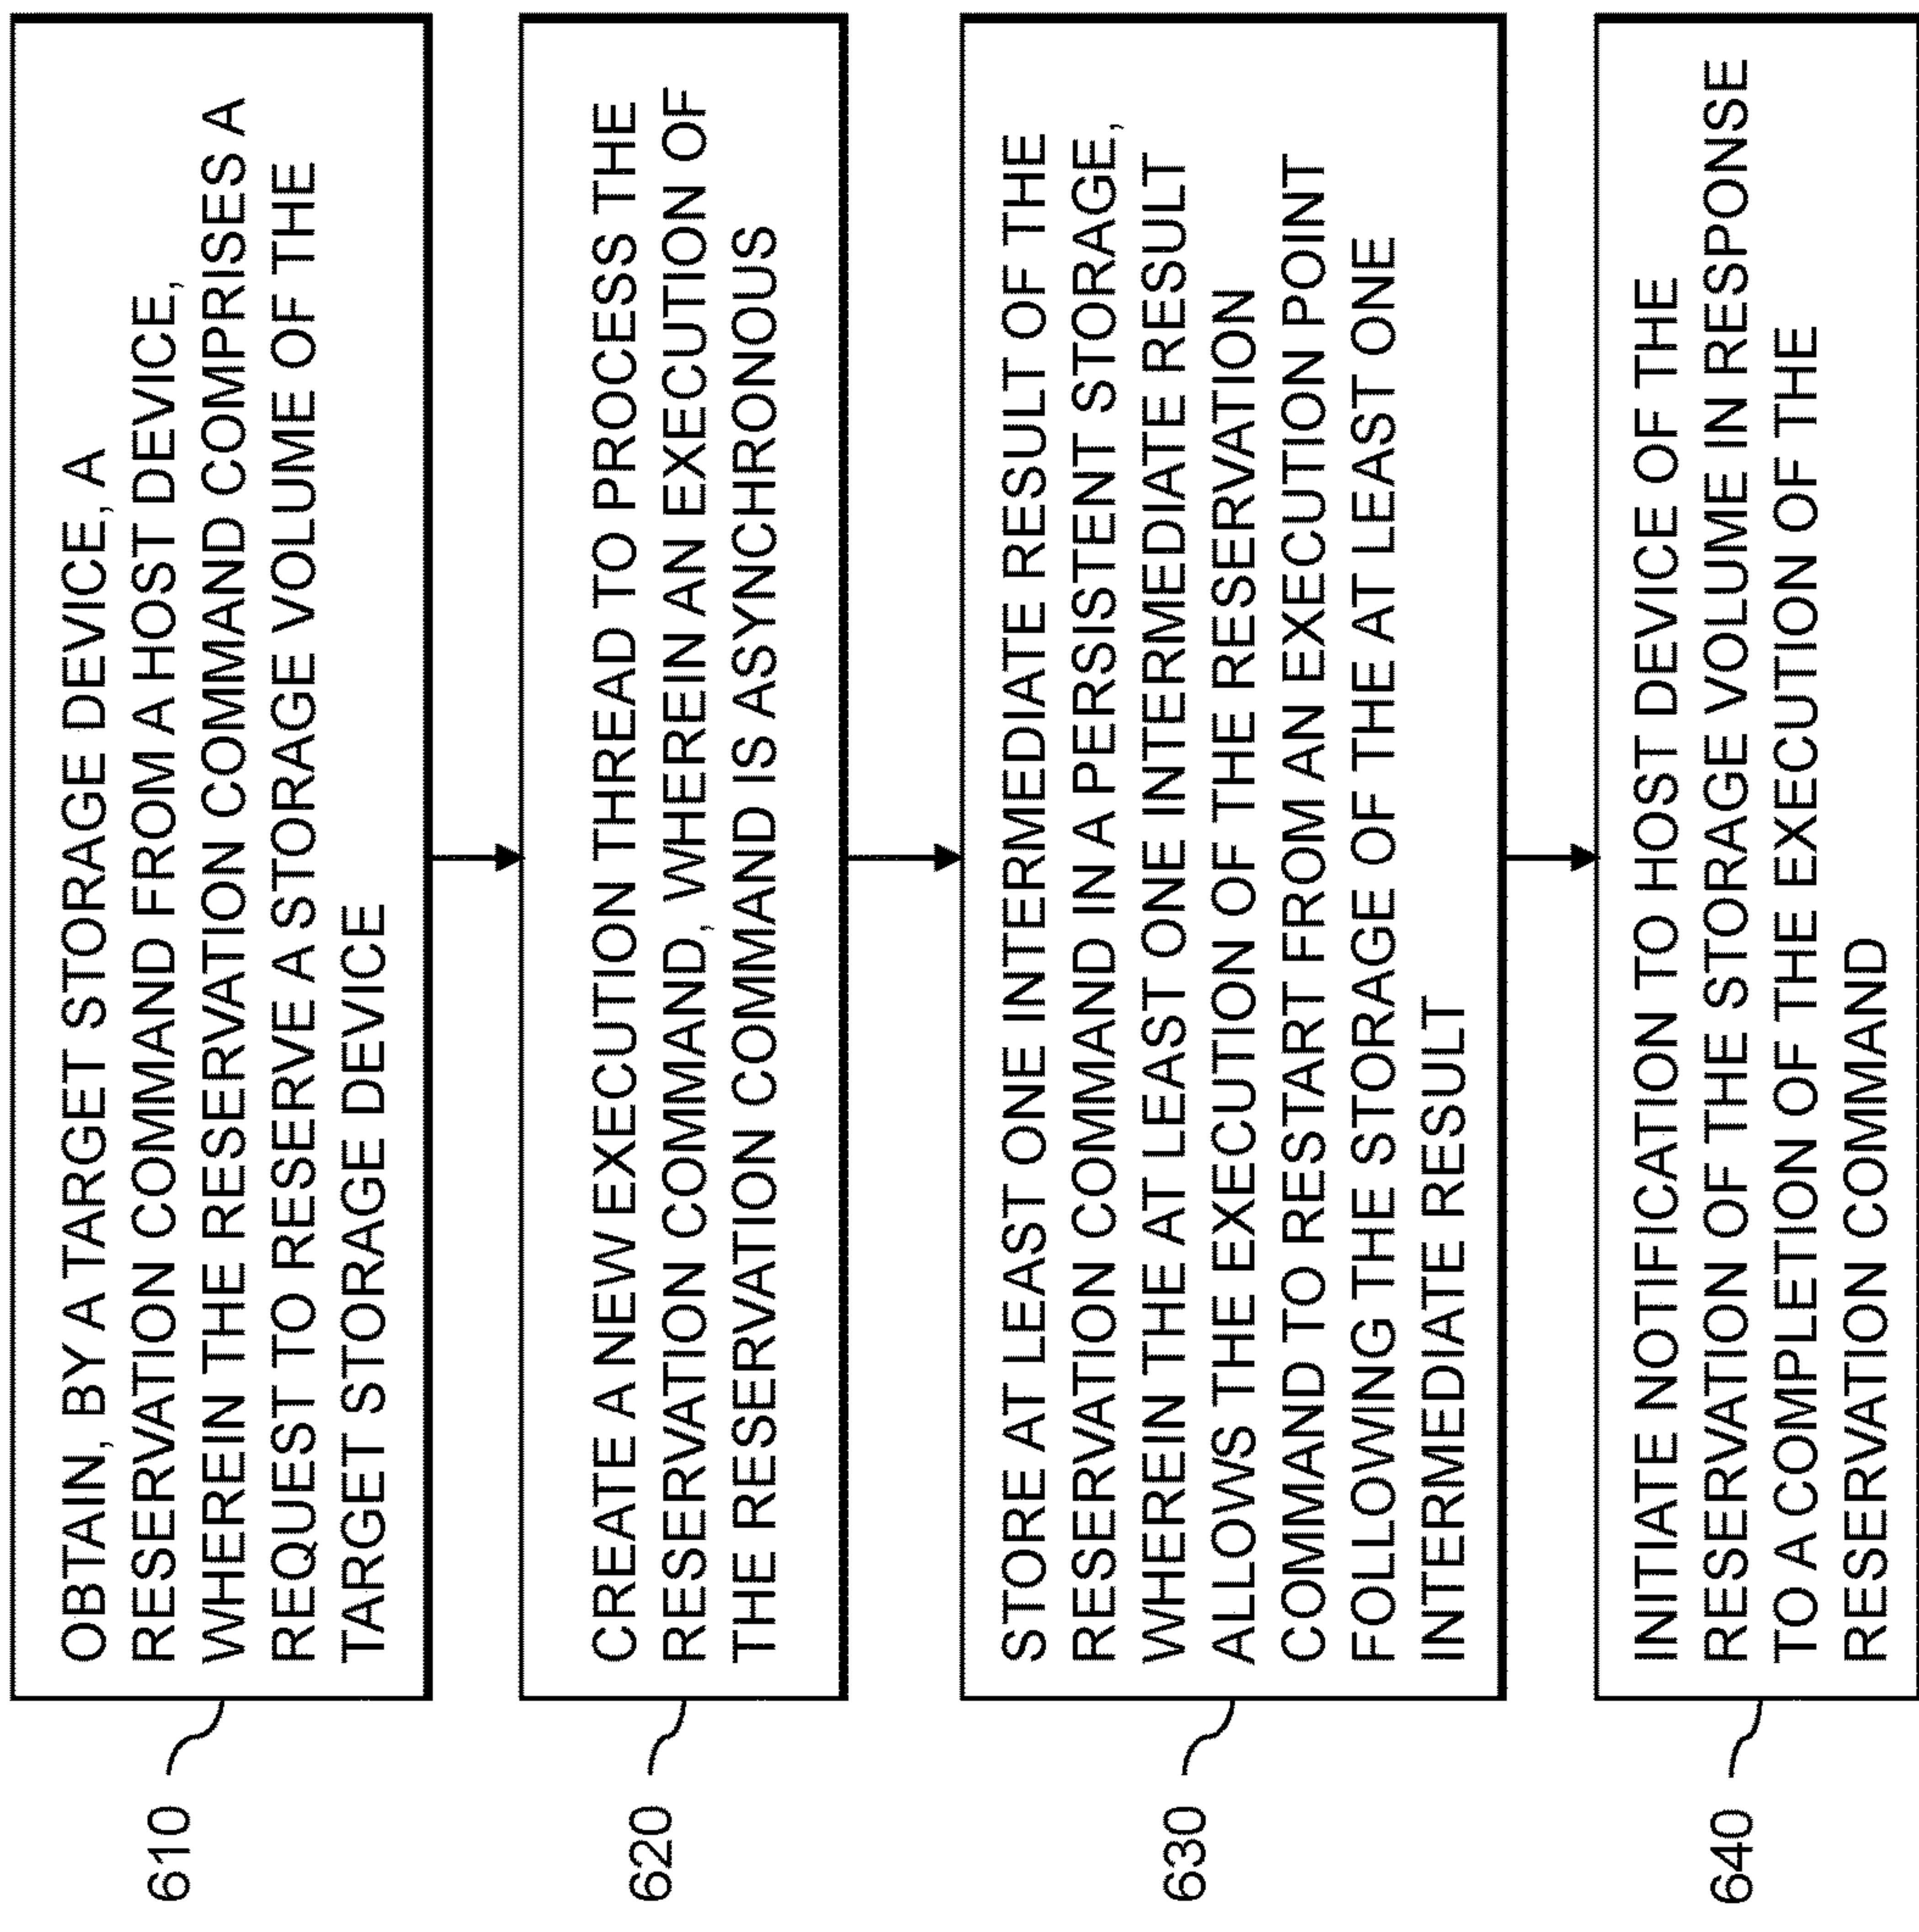 OBTAIN, BY A TARGET STORAGE DEVICE, A
RESERVATION COMMAND FROM A HOST DEVICE,
WHEREIN THE RESERVATION COMMAND COMPRISES A
REQUEST TO RESERVE A STORAGE VOLUME OF THE
TARGET STORAGE DEVICE
610
CREATE A NEW EXECUTION THREAD TO PROCESS THE
RESERVATION COMMAND, WHEREIN AN EXECUTION OF
THE RESERVATION COMMAND IS ASYNCHRONOUS
620
STORE AT LEAST ONE INTERMEDIATE RESULT OF THE
RESERVATION COMMAND IN A PERSISTENT STORAGE,
WHEREIN THE AT LEAST ONE INTERMEDIATE RESULT
ALLOWS THE EXECUTION OF THE RESERVATION
COMMAND TO RESTART FROM AN EXECUTION POINT
FOLLOWING THE STORAGE OF THE AT LEAST ONE
INTERMEDIATE RESULT
630
INITIATE NOTIFICATION TO HOST DEVICE OF THE
RESERVATION OF THE STORAGE VOLUME IN RESPONSE
TO A COMPLETION OF THE EXECUTION OF THE
RESERVATION COMMAND
640